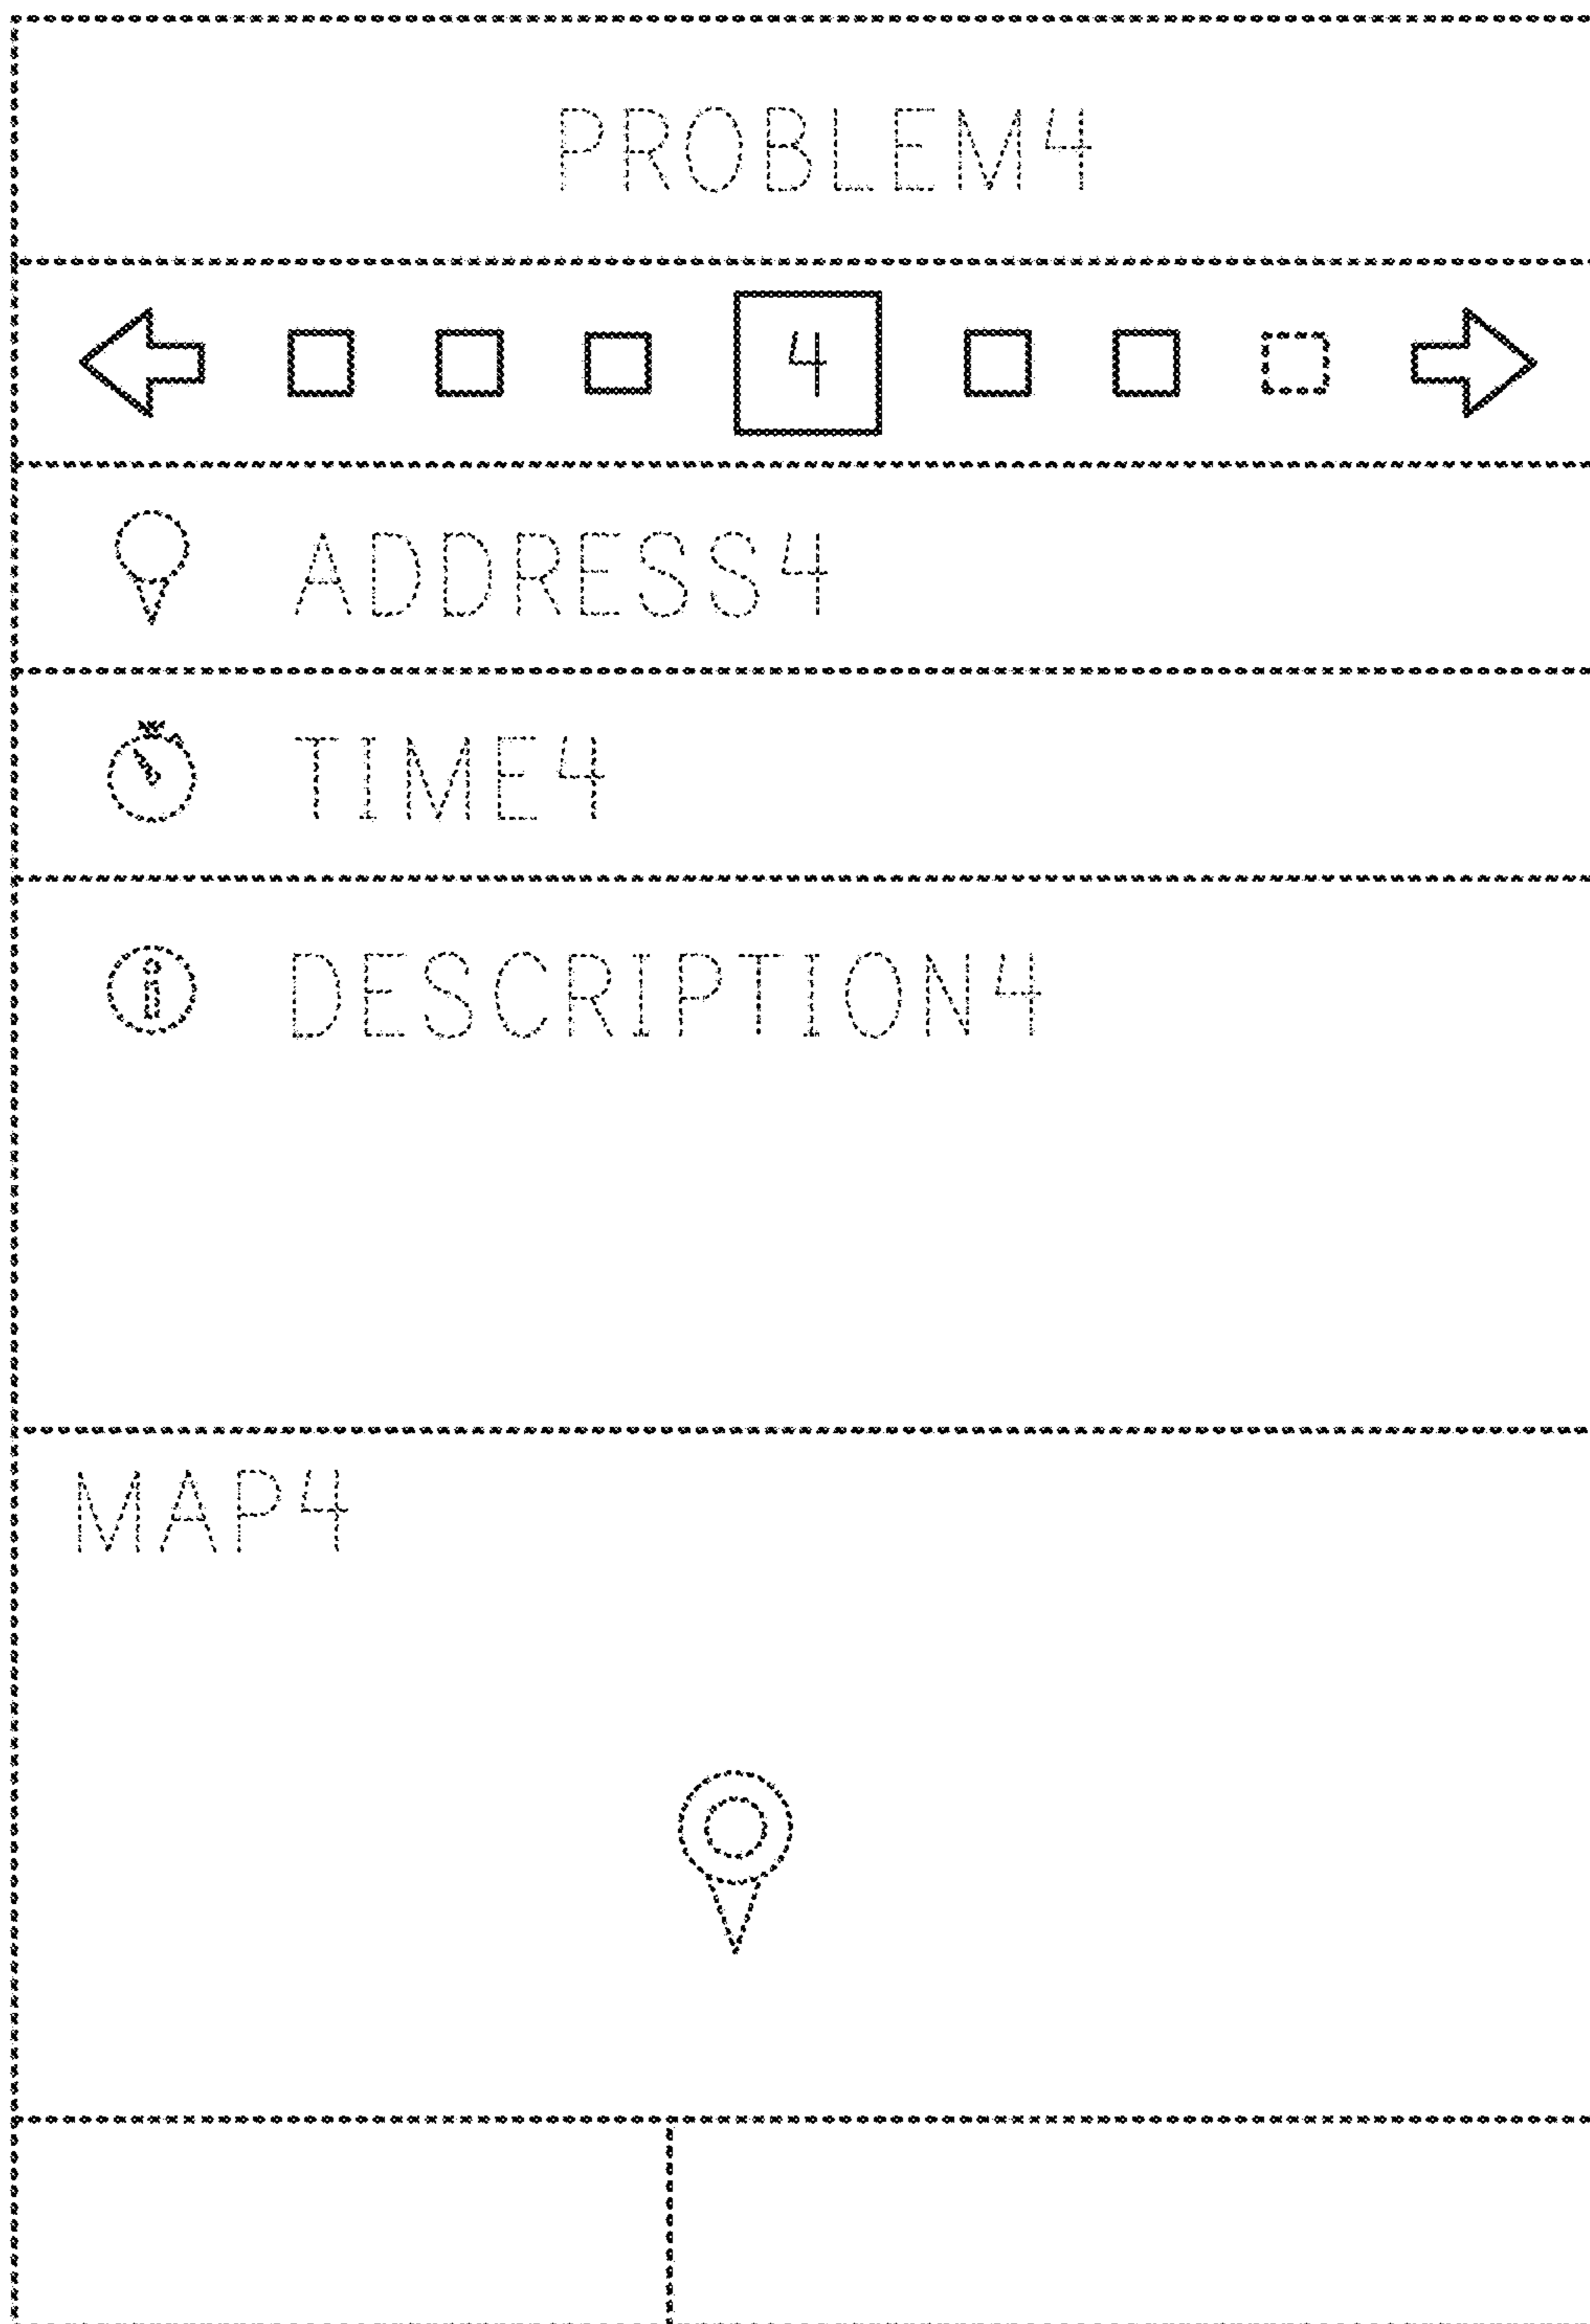 PROBLEM4
4
ADDRESS4
TIME4
i DESCRIPTION4
MAP4